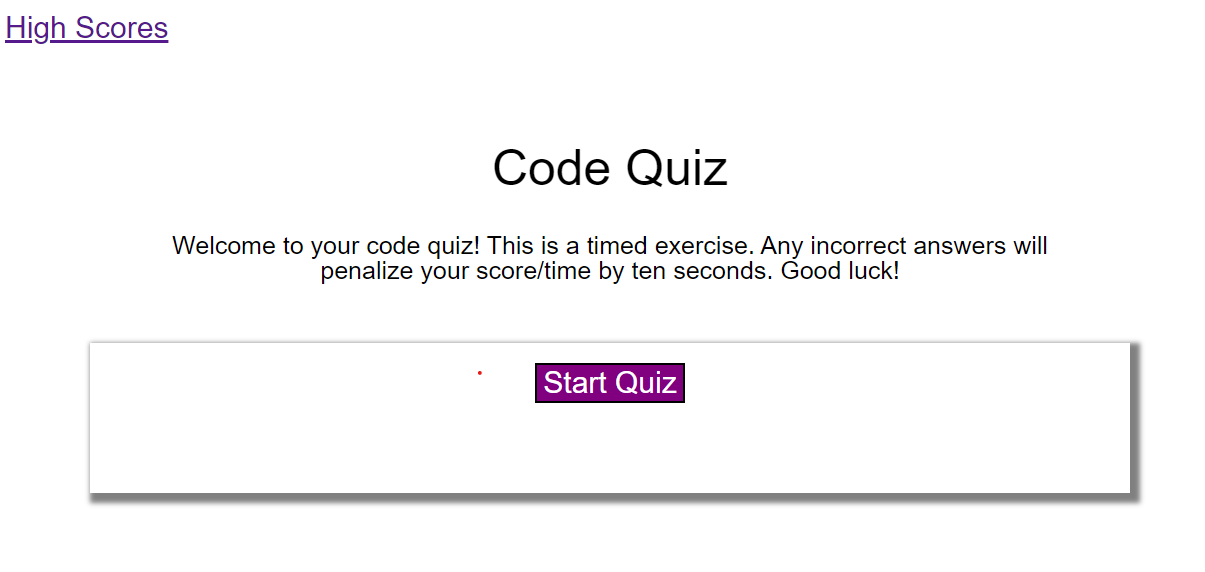 High Scores
Code Quiz
Welcome to your code quiz! This is a timed exercise. Any incorrect answers will
penalize your score/time by ten seconds. Good luck!
Start Quiz